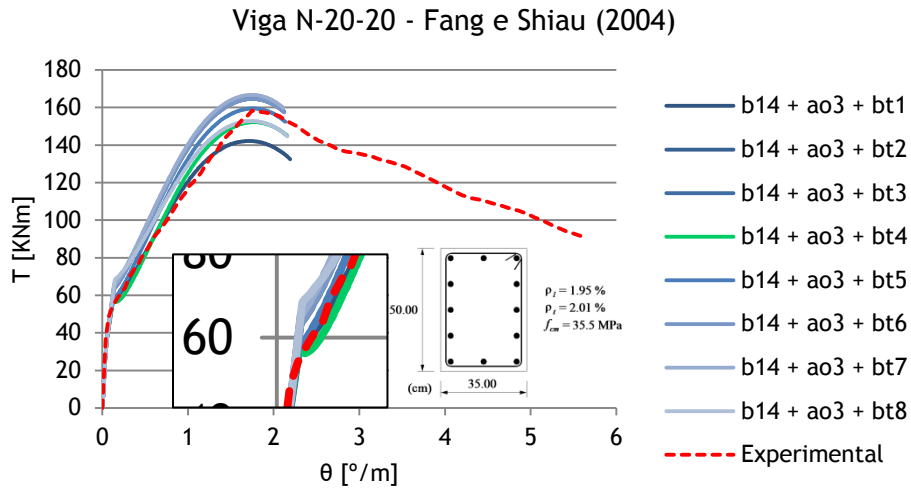 Viga N-20-20 - Fang e Shiau (2004)
T [KNm]
180
160
140
120
100
80
60
40
20
0
0 1 2 3 4 5 6
θ [º/m]
60
50.00
(cm)
35.00
ρl = 1.95 %
ρt = 2.01 %
fcm = 35.5 MPa
b14 + ao3 + bt1
b14 + ao3 + bt2
b14 + ao3 + bt3
b14 + ao3 + bt4
b14 + ao3 + bt5
b14 + ao3 + bt6
b14 + ao3 + bt7
b14 + ao3 + bt8
Experimental